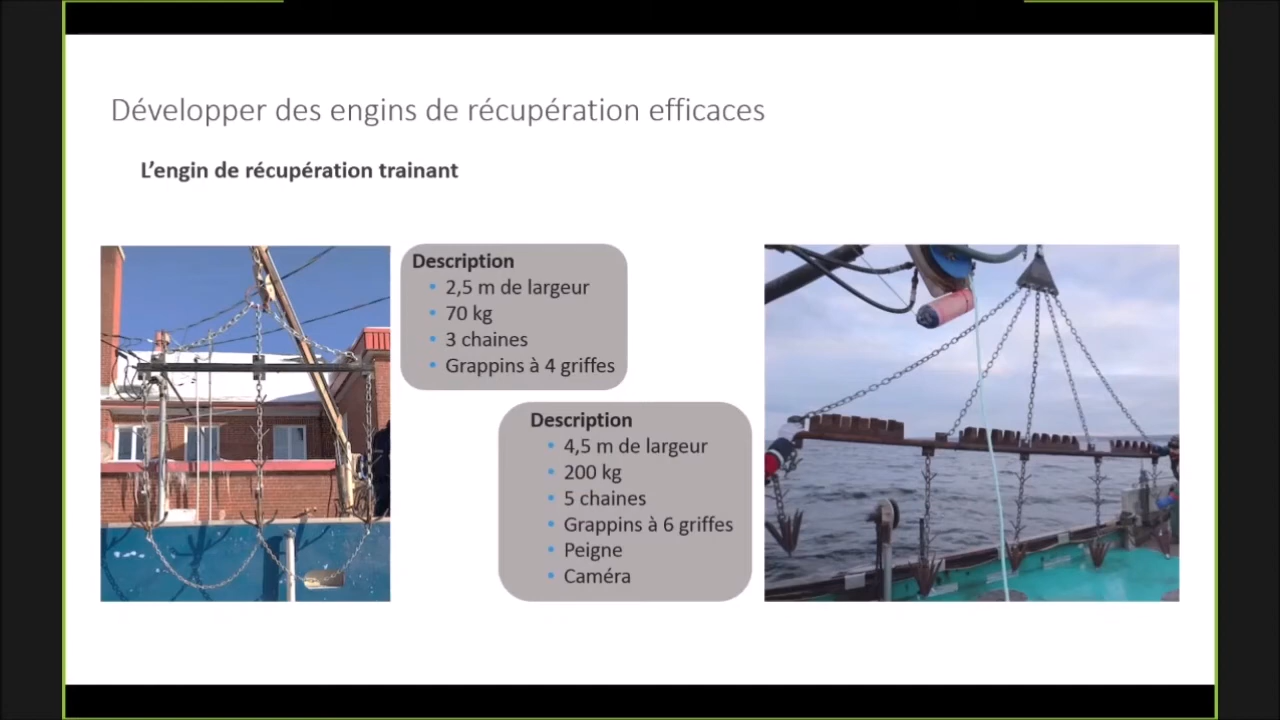 Développer des engins de récupération efficaces
L’engin de récupération trainant
Description
• 2,5 m de largeur
• 70 kg
• 3 chaines
• Grappins à 4 griffes
Description
• 4,5 m de largeur
• 200 kg
• 5 chaines
• Grappins à 6 griffes
• Peigne
• Caméra